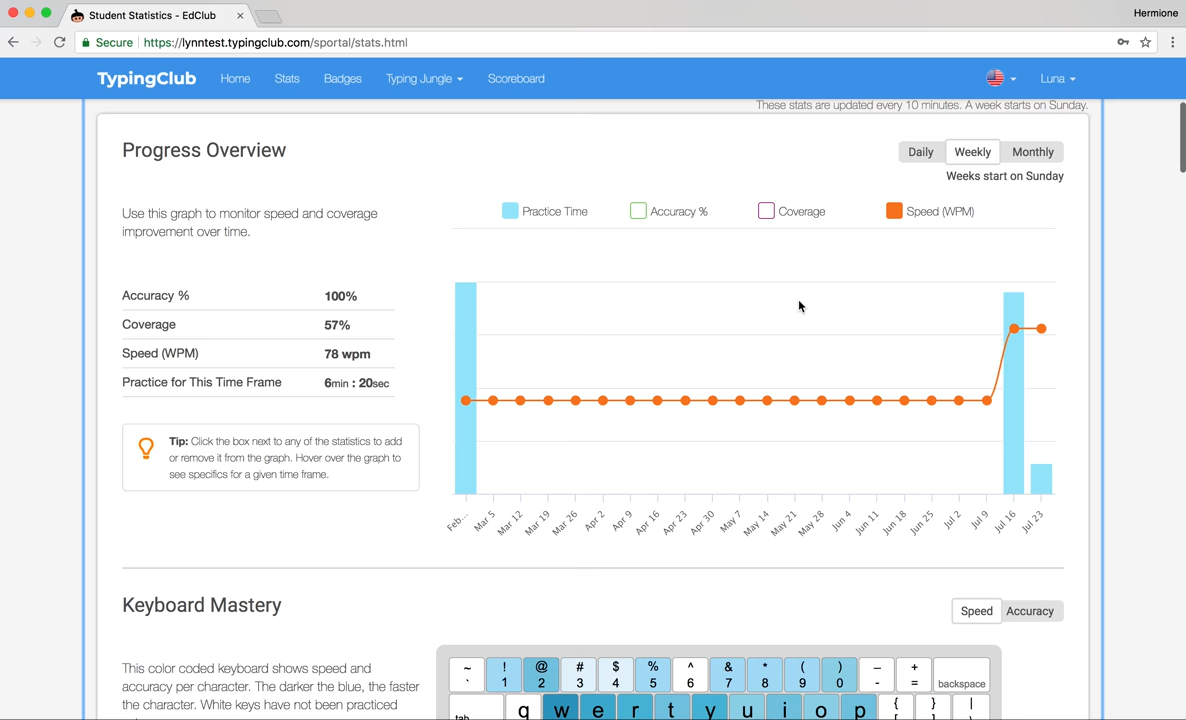 Student Statistics - EdClub
Hermione
Secure https://lynntest.typingclub.com/sportal/stats.html
TypingClub Home Stats Badges Typing Jungle Scoreboard Luna
These stats are updated every 10 minutes. A week starts on Sunday.
Progress Overview
Daily Weekly Monthly
Weeks start on Sunday
Use this graph to monitor speed and coverage
improvement over time.
Practice Time Accuracy % Coverage Speed (WPM)
Accuracy % 100%
Coverage 57%
Speed (WPM) 78 wpm
Practice for This Time Frame 6min : 20sec
Tip: Click the box next to any of the statistics to add
or remove it from the graph. Hover over the graph to
see specifics for a given time frame.
Feb... Mar 5 Mar 12 Mar 19 Mar 26 Apr 2 Apr 9 Apr 16 Apr 23 Apr 30 May 7 May 14 May 21 May 28 Jun 4 Jun 11 Jun 18 Jun 25 Jul 2 Jul 9 Jul 16 Jul 23
Keyboard Mastery
Speed Accuracy
This color coded keyboard shows speed and
accuracy per character. The darker the blue, the faster
the character. White keys have not been practiced
~ ! @ # $ % ^ & * ( ) – +
` 1 2 3 4 5 6 7 8 9 0 - = backspace
tab q w e r t y u i o p { } |